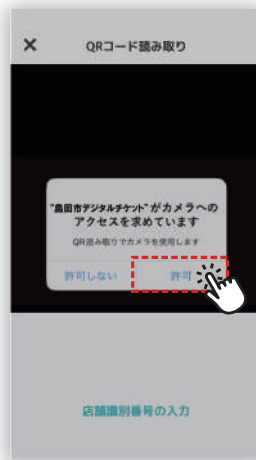 ×
QRコード読み取り
"島田市デジタルチケット"がカメラへの
アクセスを求めています
QR読み取りでカメラを使用します
許可しない
許可
店舗識別番号の入力